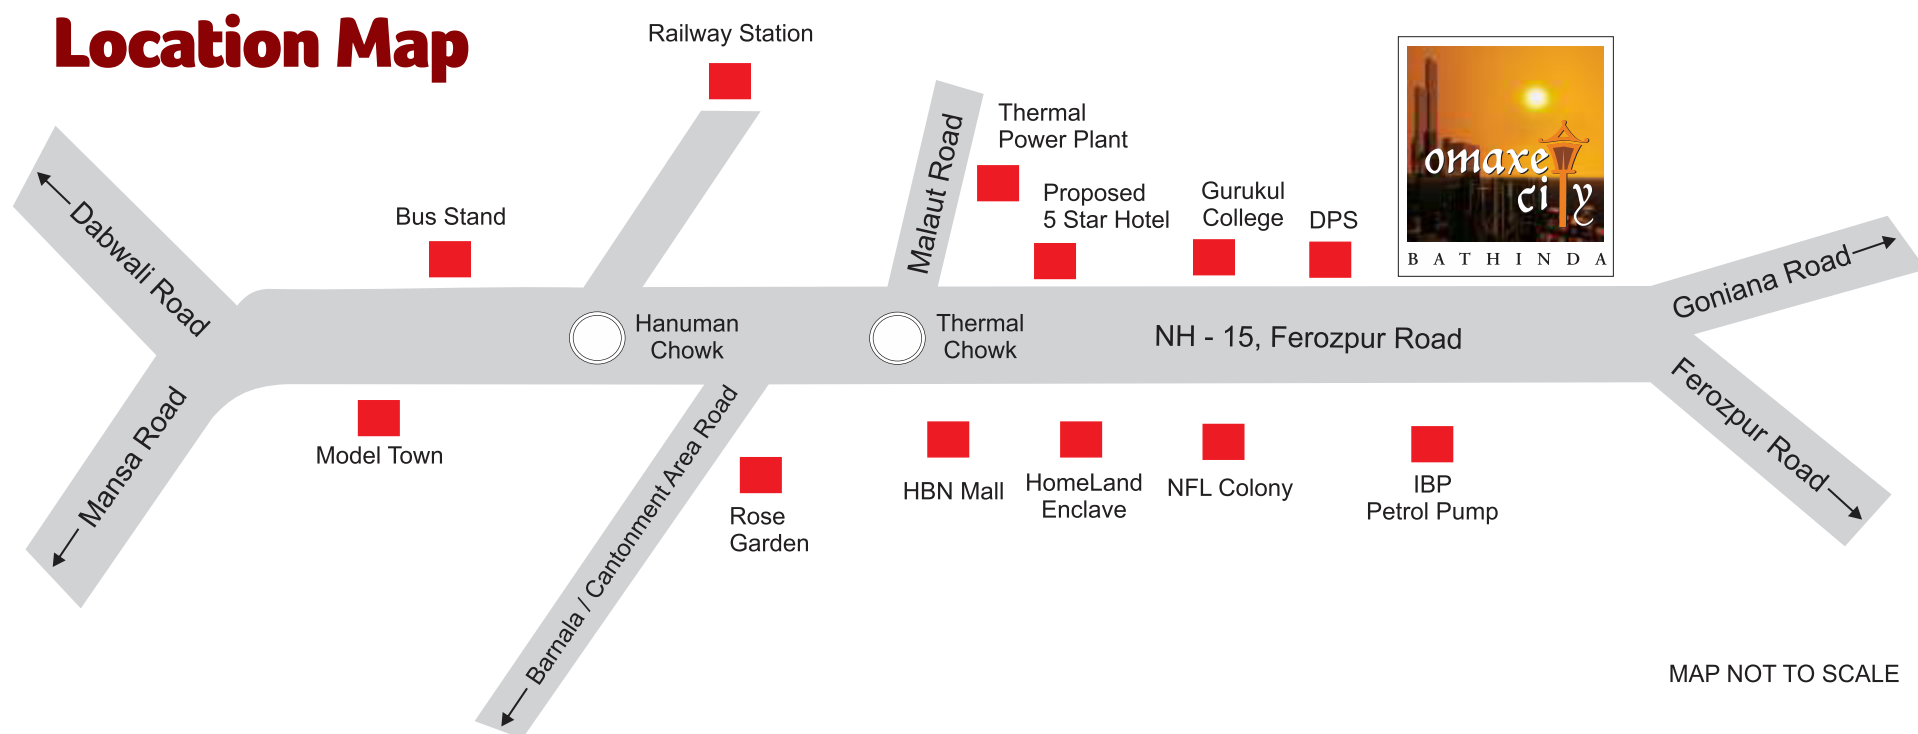 Location Map
Railway Station
Thermal
Power Plant
Malaut Road
Proposed
5 Star Hotel
Gurukul
College
DPS
omaxe
city
BATHINDA
Dabwali Road
Bus Stand
Goniana Road
Hanuman
Chowk
Thermal
Chowk
NH - 15, Ferozpur Road
Mansa Road
Model Town
Barnala / Cantonment Area Road
Rose
Garden
HBN Mall
HomeLand
Enclave
NFL Colony
IBP
Petrol Pump
Ferozpur Road
MAP NOT TO SCALE